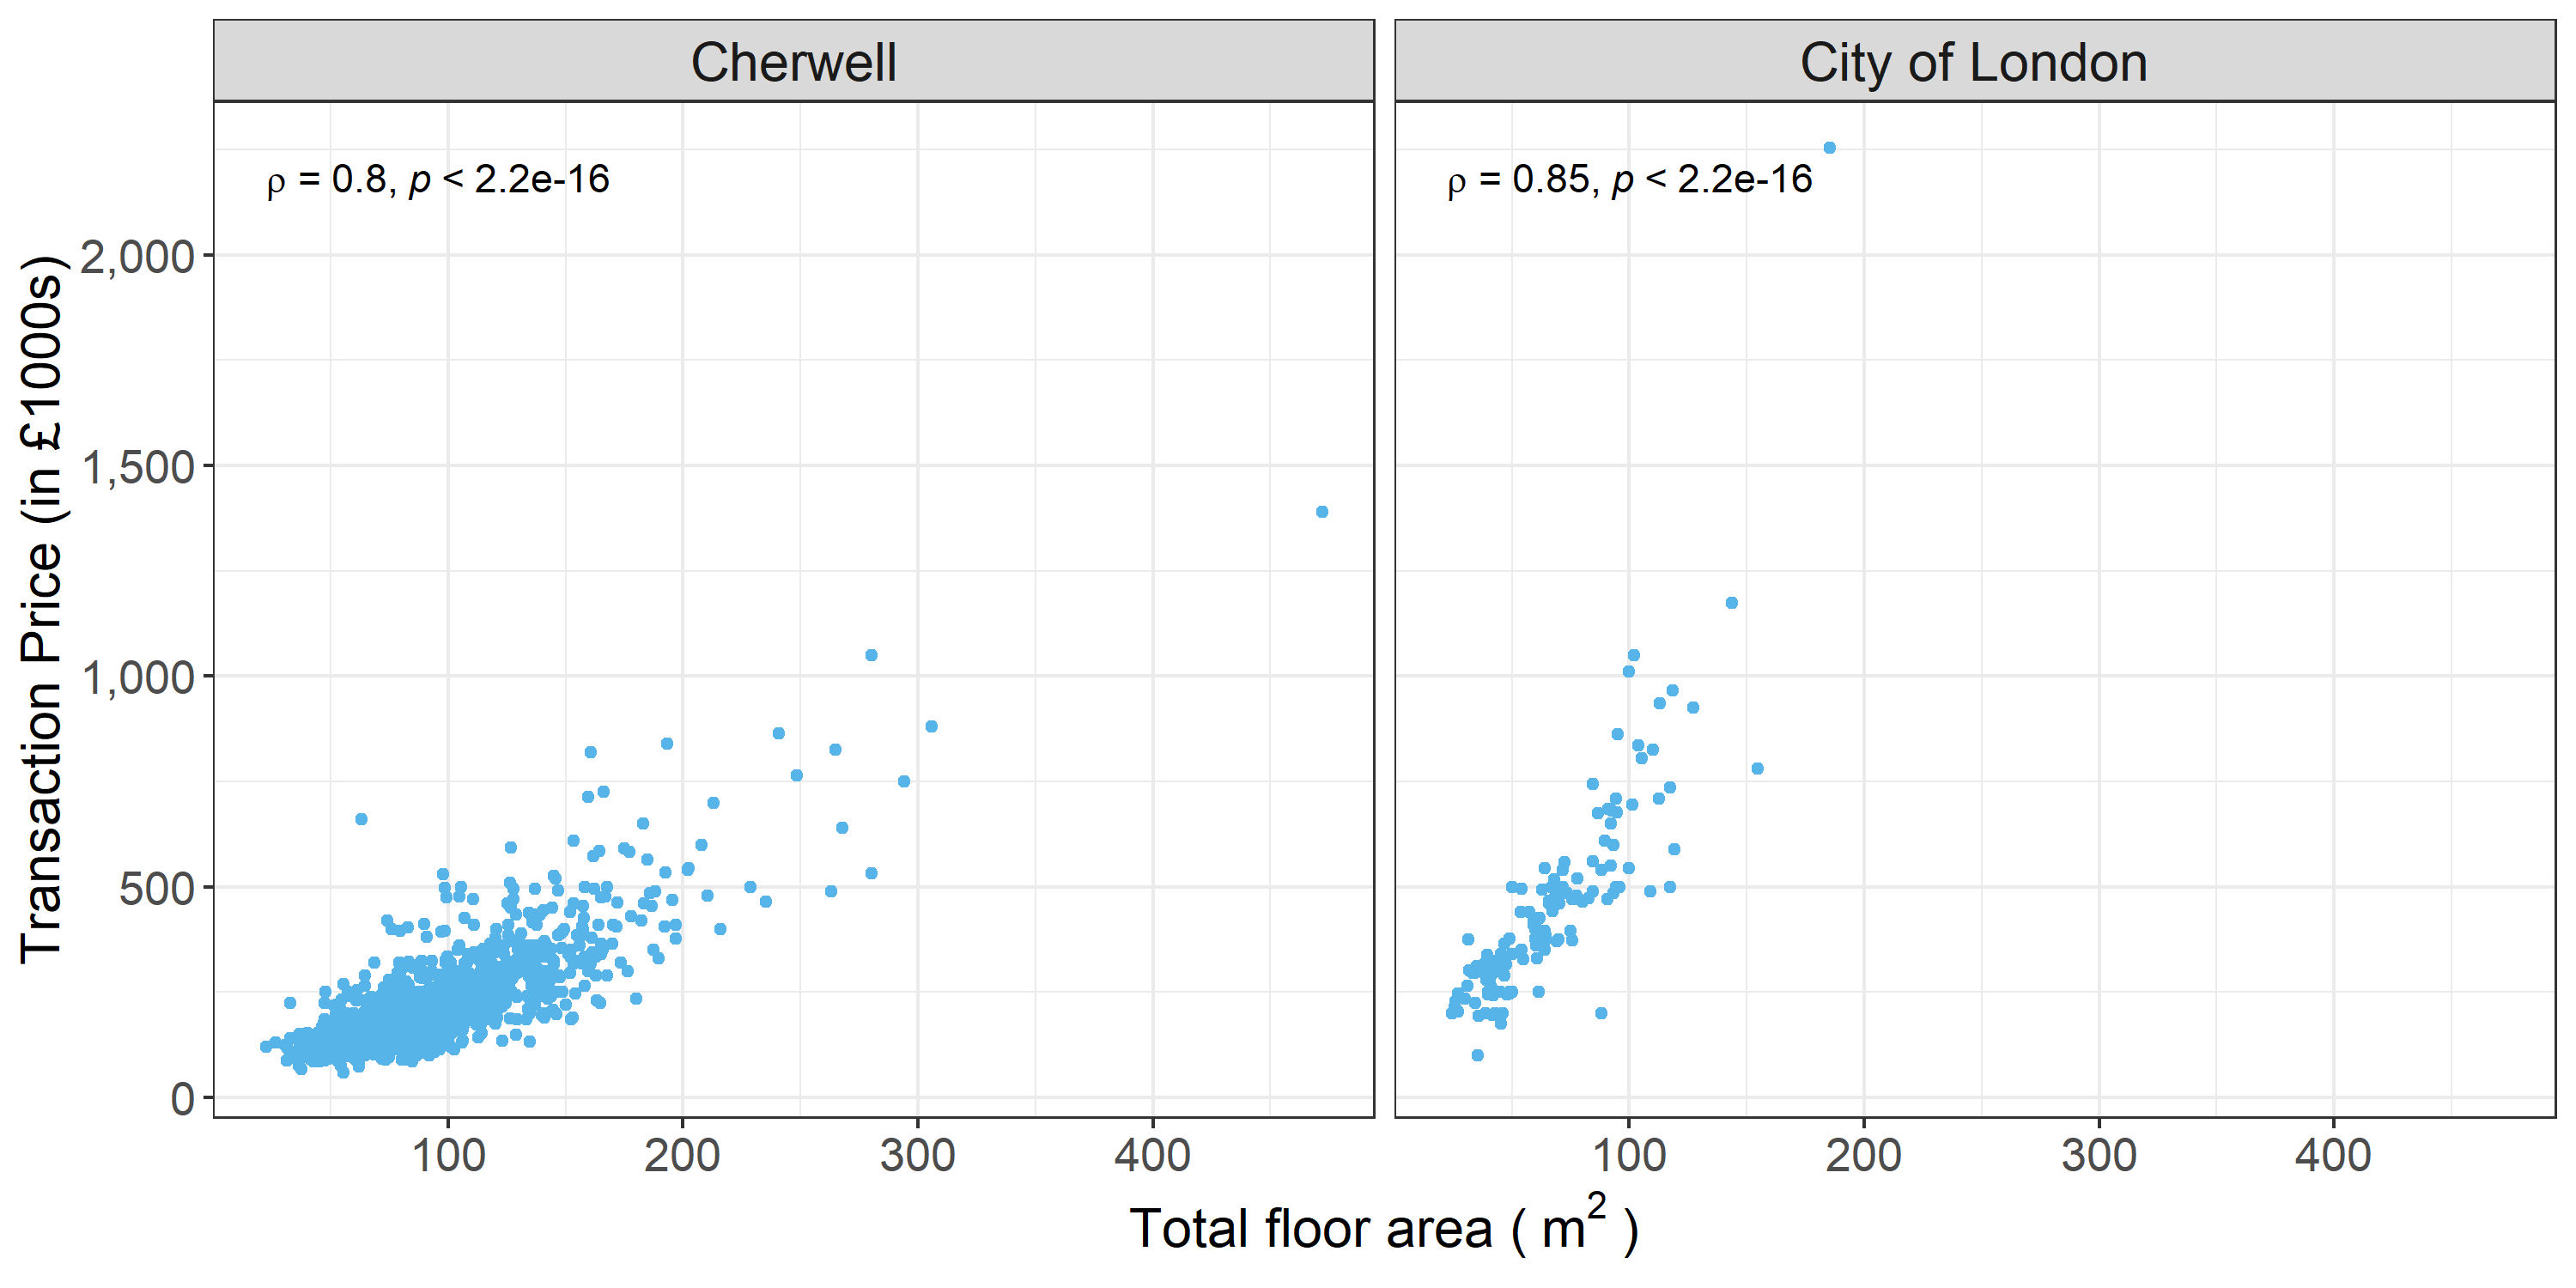 Cherwell
City of London
ρ = 0.8, p < 2.2e-16
ρ = 0.85, p < 2.2e-16
Transaction Price (in £1000s)
2,000
1,500
1,000
500
0
100 200 300 400
100 200 300 400
Total floor area ( m² )